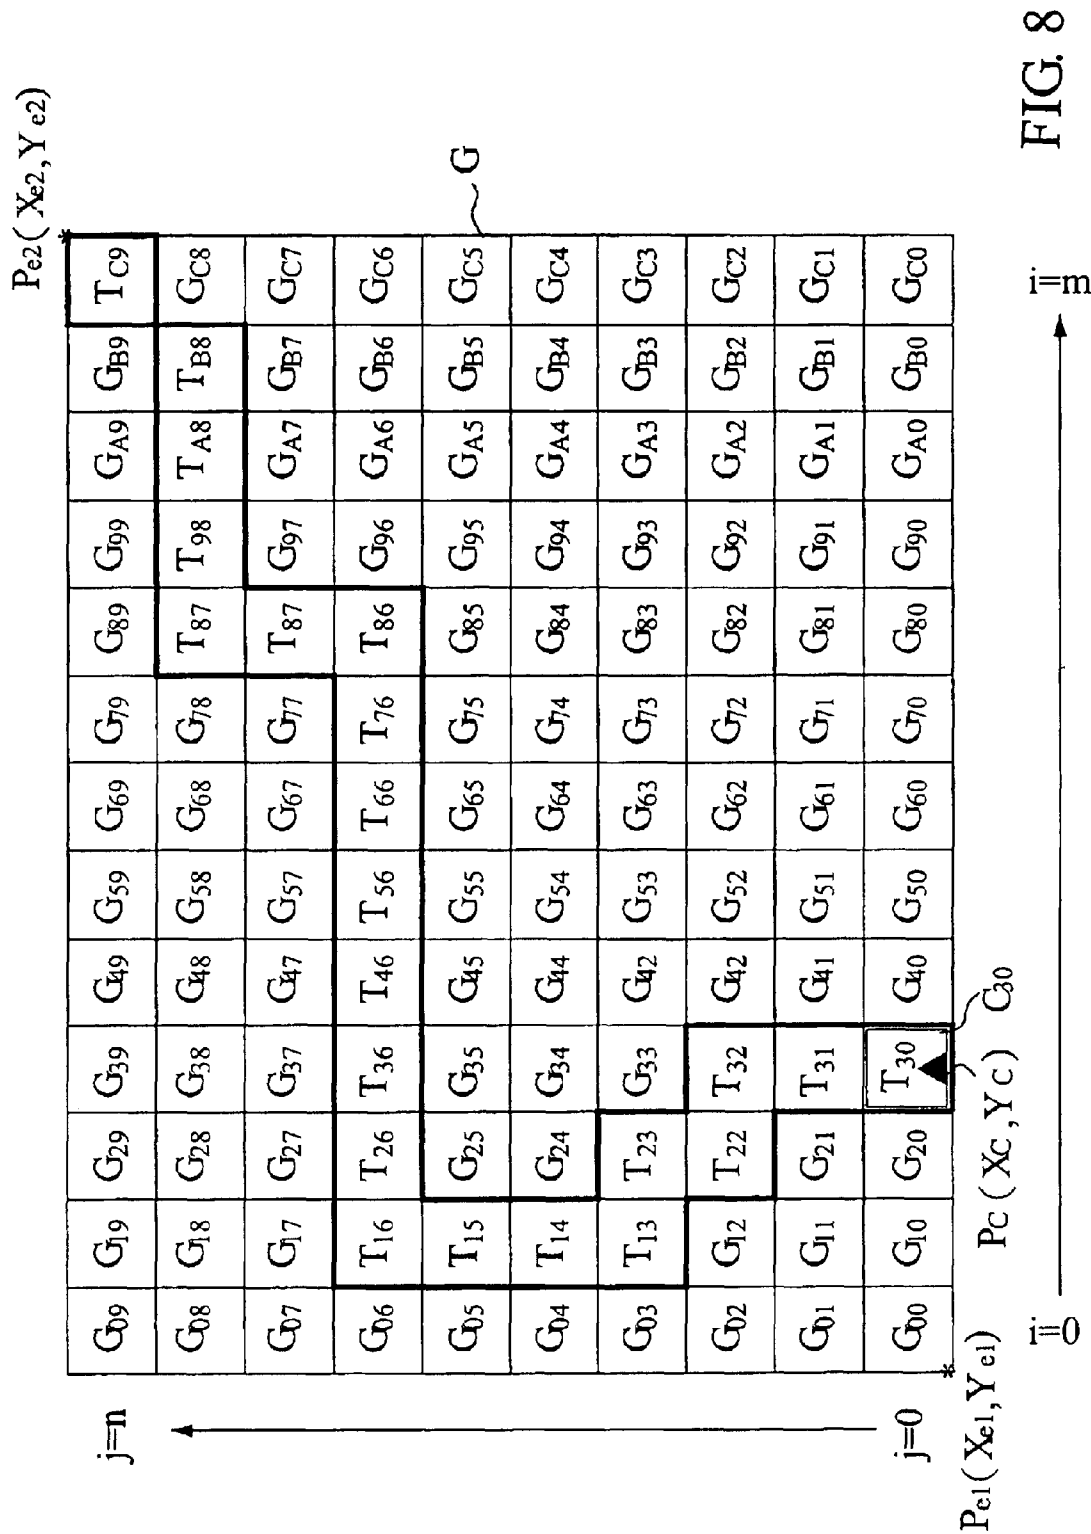 Pe2(Xe2,Ye2)
j=n
G09 G19 G29 G39 G49 G59 G69 G79 G89 G99 GA9 GB9 TC9
G08 G18 G28 G38 G48 G58 G68 G78 T87 T98 TA8 TB8 GC8
G07 G17 G27 G37 G47 G57 G67 G77 T87 G97 GA7 GB7 GC7
G06 T16 T26 T36 T46 T56 T66 T76 T86 G96 GA6 GB6 GC6
G05 T15 G25 G35 G45 G55 G65 G75 G85 G95 GA5 GB5 GC5
G
G04 T14 G24 G34 G44 G54 G64 G74 G84 G94 GA4 GB4 GC4
G03 T13 T23 G33 G42 G53 G63 G73 G83 G93 GA3 GB3 GC3
G02 G12 T22 T32 G42 G52 G62 G72 G82 G92 GA2 GB2 GC2
G01 G11 G21 T31 G41 G51 G61 G71 G81 G91 GA1 GB1 GC1
j=0
G00 G10 G20 T30 G40 G50 G60 G70 G80 G90 GA0 GB0 GC0
Pe1(Xe1,Ye1)
PC(XC,YC)
C30
i=0
i=m
FIG. 8